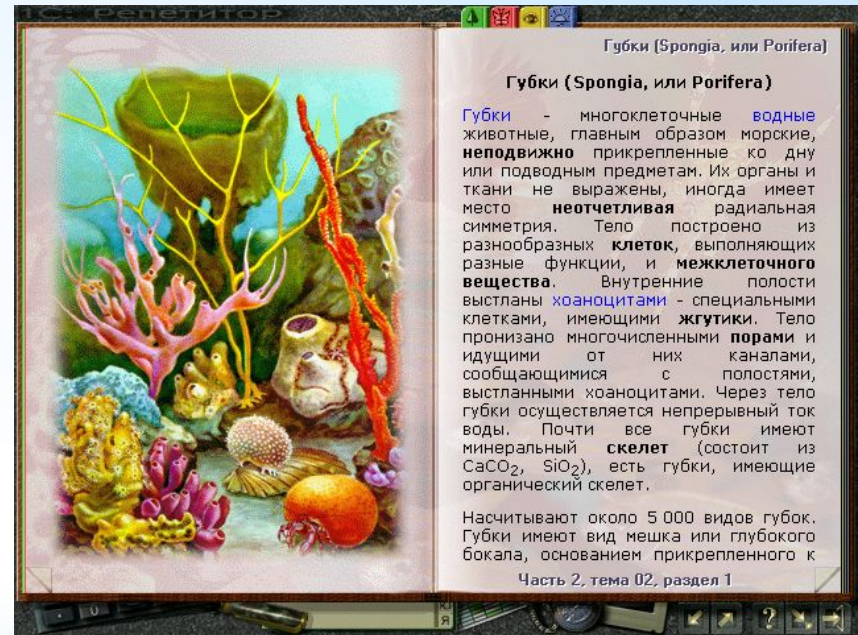 1С: Репетитор
Губки (Spongia, или Porifera)
Губки (Spongia, или Porifera)
Губки - многоклеточные водные
животные, главным образом морские,
неподвижно прикрепленные ко дну
или подводным предметам. Их органы и
ткани не выражены, иногда имеет
место неотчетливая радиальная
симметрия. Тело построено из
разнообразных клеток, выполняющих
разные функции, и межклеточного
вещества. Внутренние полости
выстланы хоаноцитами - специальными
клетками, имеющими жгутики. Тело
пронизано многочисленными порами и
идущими от них каналами,
сообщающимися с полостями,
выстланными хоаноцитами. Через тело
губки осуществляется непрерывный ток
воды. Почти все губки имеют
минеральный скелет (состоит из
CaCO2, SiO2), есть губки, имеющие
органический скелет.
Насчитывают около 5 000 видов губок.
Губки имеют вид мешка или глубокого
бокала, основанием прикрепленного к
Часть 2, тема 02, раздел 1
Я
?